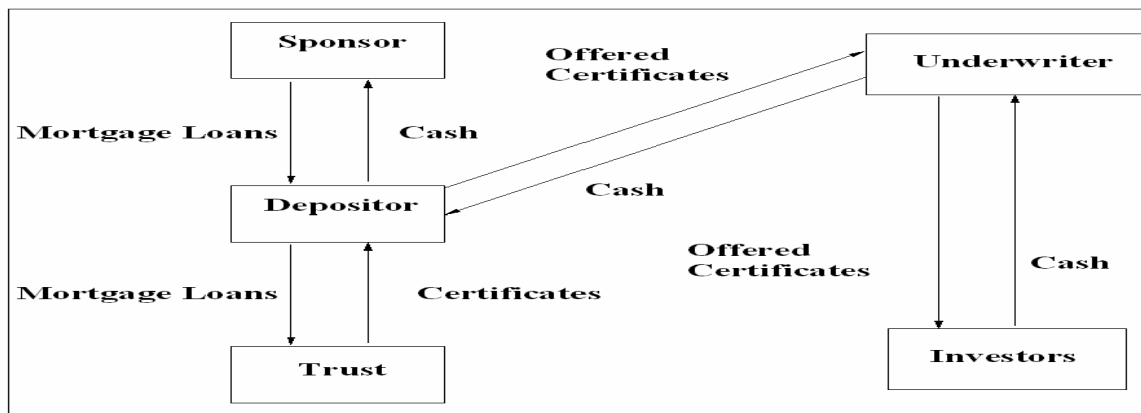 Sponsor
Offered
Certificates
Underwriter
Mortgage Loans
Cash
Cash
Depositor
Offered
Certificates
Cash
Mortgage Loans
Certificates
Trust
Investors